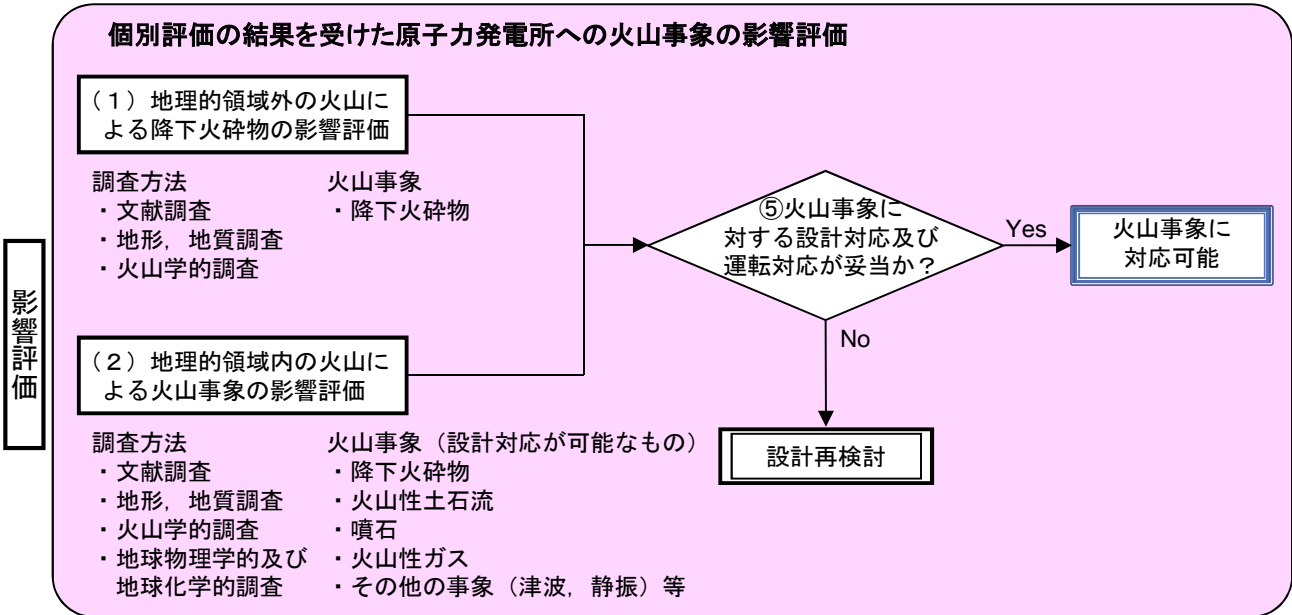 個別評価の結果を受けた原子力発電所への火山事象の影響評価
影響評価
（１）地理的領域外の火山に
よる降下火砕物の影響評価
調査方法
・文献調査
・地形，地質調査
・火山学的調査
火山事象
・降下火砕物
（２）地理的領域内の火山に
よる火山事象の影響評価
調査方法
・文献調査
・地形，地質調査
・火山学的調査
・地球物理学的及び
地球化学的調査
火山事象（設計対応が可能なもの）
・降下火砕物
・火山性土石流
・噴石
・火山性ガス
・その他の事象（津波，静振）等
⑤火山事象に
対する設計対応及び
運転対応が妥当か？
Yes
火山事象に
対応可能
No
設計再検討